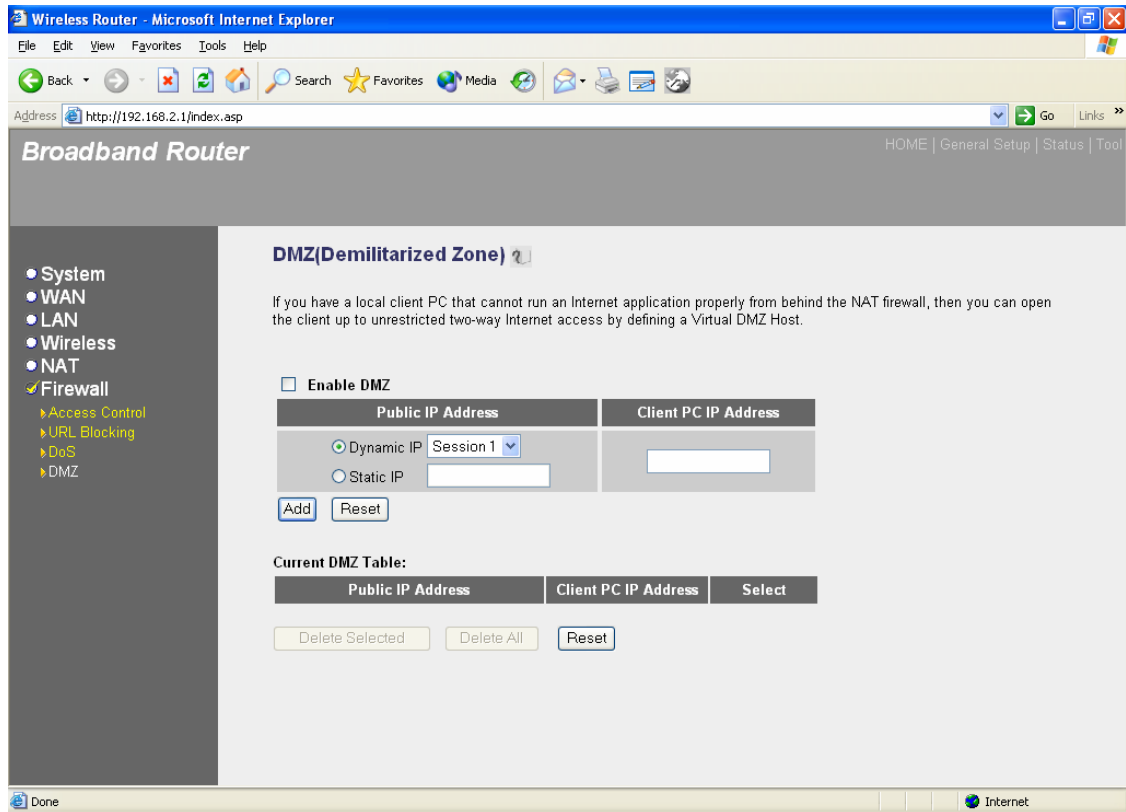 Wireless Router - Microsoft Internet Explorer
File Edit View Favorites Tools Help
Back Search Favorites Media
Address http://192.168.2.1/index.asp Go Links »
Broadband Router
HOME | General Setup | Status | Tool
System
WAN
LAN
Wireless
NAT
Firewall
Access Control
URL Blocking
DoS
DMZ
DMZ(Demilitarized Zone)
If you have a local client PC that cannot run an Internet application properly from behind the NAT firewall, then you can open
the client up to unrestricted two-way Internet access by defining a Virtual DMZ Host.
Enable DMZ
Public IP Address Client PC IP Address
Dynamic IP Session 1
Static IP
Add Reset
Current DMZ Table:
Public IP Address Client PC IP Address Select
Delete Selected Delete All Reset
Done Internet